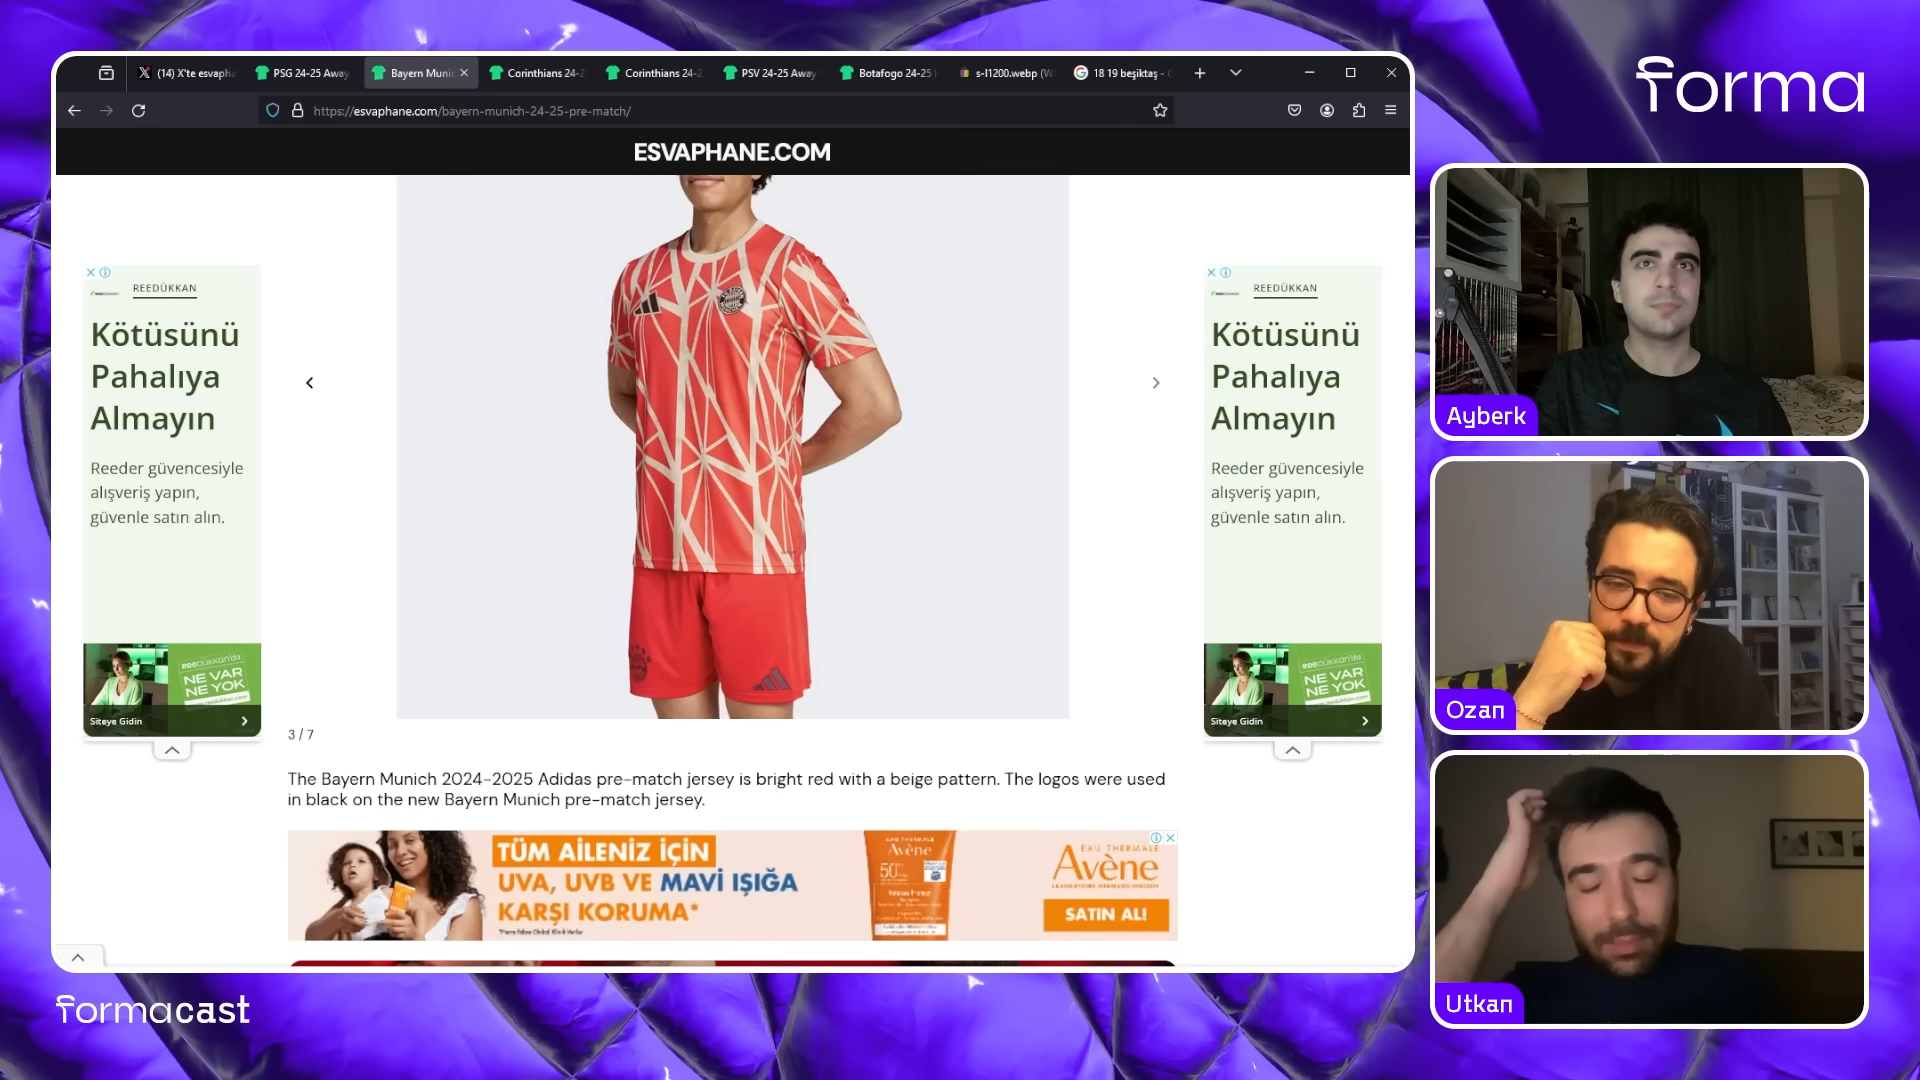 forma
(14) X'te esvapha
PSG 24-25 Away
Bayern Munic
Corinthians 24-2
Corinthians 24-2
PSV 24-25 Away
Botafogo 24-25
s-l1200.webp (W
18 19 beşiktaş -
https://esvaphane.com/bayern-munich-24-25-pre-match/
ESVAPHANE.COM
REEDÜKKAN
Kötüsünü
Pahalıya
Almayın
Reeder güvencesiyle
alışveriş yapın,
güvenle satın alın.
REEDÜKKAN'da
NE VAR
NE YOK
Siteye Gidin
REEDÜKKAN
Kötüsünü
Pahalıya
Almayın
Reeder güvencesiyle
alışveriş yapın,
güvenle satın alın.
REEDÜKKAN'da
NE VAR
NE YOK
Siteye Gidin
3 / 7
The Bayern Munich 2024-2025 Adidas pre-match jersey is bright red with a beige pattern. The logos were used
in black on the new Bayern Munich pre-match jersey.
TÜM AİLENİZ İÇİN
UVA, UVB VE MAVİ IŞIĞA
KARŞI KORUMA*
Avène
50+
EAU THERMALE
Avène
SATIN AL!
Ayberk
Ozan
Utkan
formacast